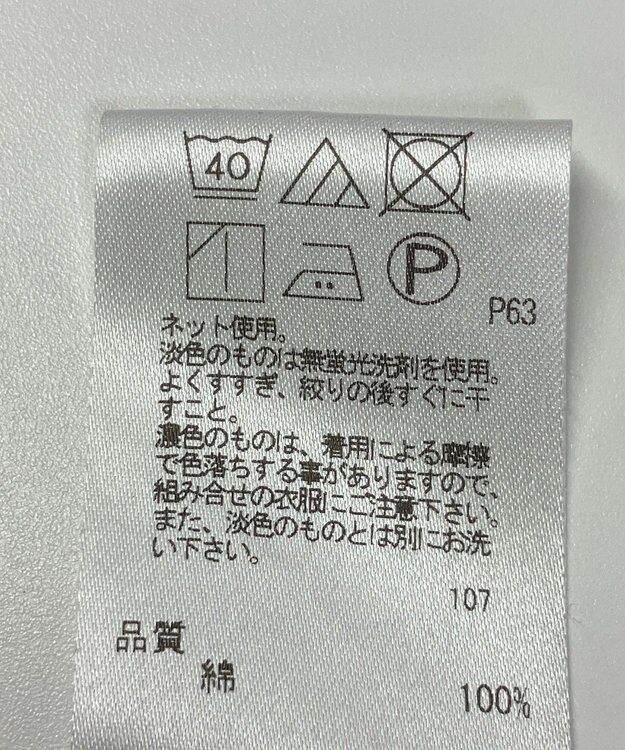 40
P
P63
ネット使用。
淡色のものは無蛍光洗剤を使用。
よくすすぎ、絞りの後すぐに干
すこと。
濃色のものは、着用による摩擦
で色落ちする事がありますので、
組み合せの衣服にご注意下さい。
また、淡色のものとは別にお洗
い下さい。
107
品質
綿 100%